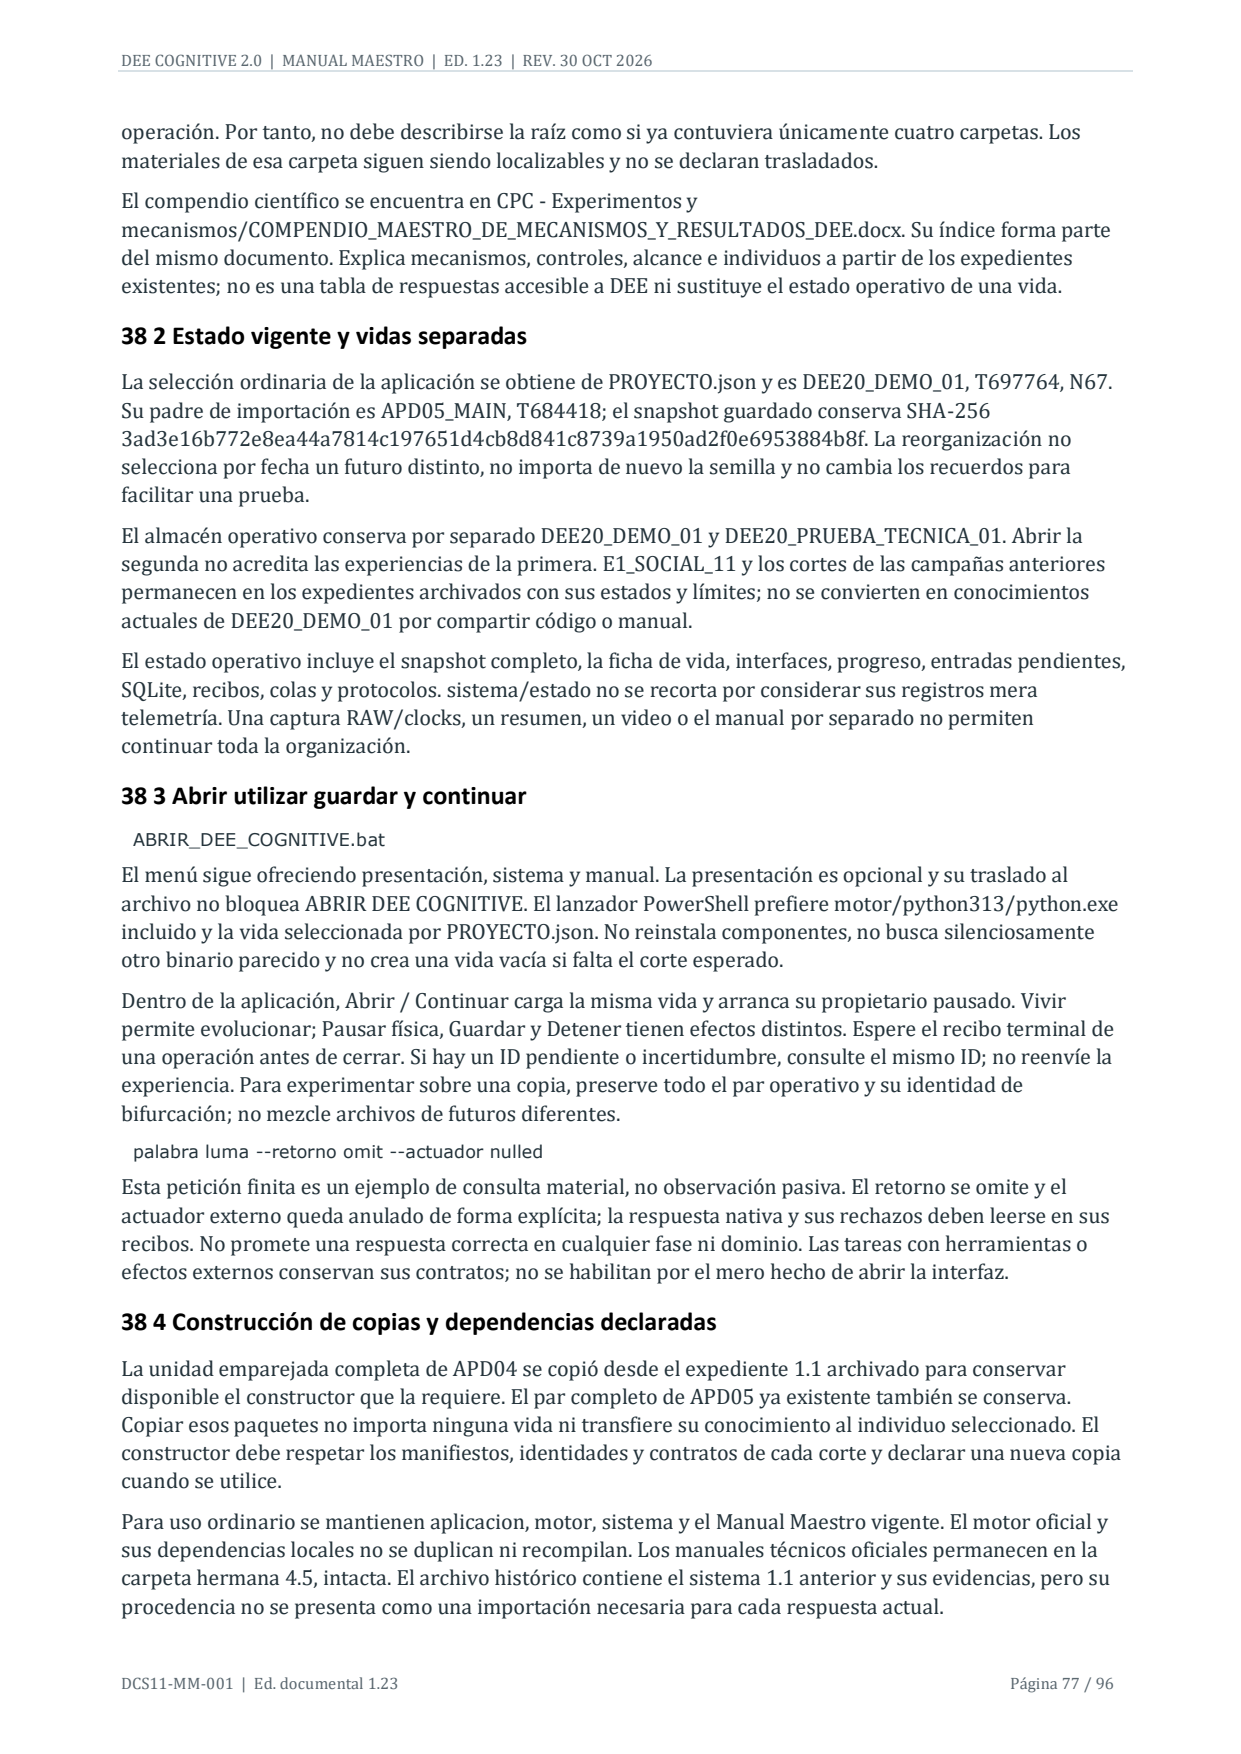 DEE COGNITIVE 2.0 | MANUAL MAESTRO | ED. 1.23 | REV. 30 OCT 2026
operación. Por tanto, no debe describirse la raíz como si ya contuviera únicamente cuatro carpetas. Los
materiales de esa carpeta siguen siendo localizables y no se declaran trasladados.
El compendio científico se encuentra en CPC - Experimentos y
mecanismos/COMPENDIO_MAESTRO_DE_MECANISMOS_Y_RESULTADOS_DEE.docx. Su índice forma parte
del mismo documento. Explica mecanismos, controles, alcance e individuos a partir de los expedientes
existentes; no es una tabla de respuestas accesible a DEE ni sustituye el estado operativo de una vida.
38 2 Estado vigente y vidas separadas
La selección ordinaria de la aplicación se obtiene de PROYECTO.json y es DEE20_DEMO_01, T697764, N67.
Su padre de importación es APD05_MAIN, T684418; el snapshot guardado conserva SHA-256
3ad3e16b772e8ea44a7814c197651d4cb8d841c8739a1950ad2f0e6953884b8f. La reorganización no
selecciona por fecha un futuro distinto, no importa de nuevo la semilla y no cambia los recuerdos para
facilitar una prueba.
El almacén operativo conserva por separado DEE20_DEMO_01 y DEE20_PRUEBA_TECNICA_01. Abrir la
segunda no acredita las experiencias de la primera. E1_SOCIAL_11 y los cortes de las campañas anteriores
permanecen en los expedientes archivados con sus estados y límites; no se convierten en conocimientos
actuales de DEE20_DEMO_01 por compartir código o manual.
El estado operativo incluye el snapshot completo, la ficha de vida, interfaces, progreso, entradas pendientes,
SQLite, recibos, colas y protocolos. sistema/estado no se recorta por considerar sus registros mera
telemetría. Una captura RAW/clocks, un resumen, un video o el manual por separado no permiten
continuar toda la organización.
38 3 Abrir utilizar guardar y continuar
ABRIR_DEE_COGNITIVE.bat
El menú sigue ofreciendo presentación, sistema y manual. La presentación es opcional y su traslado al
archivo no bloquea ABRIR DEE COGNITIVE. El lanzador PowerShell prefiere motor/python313/python.exe
incluido y la vida seleccionada por PROYECTO.json. No reinstala componentes, no busca silenciosamente
otro binario parecido y no crea una vida vacía si falta el corte esperado.
Dentro de la aplicación, Abrir / Continuar carga la misma vida y arranca su propietario pausado. Vivir
permite evolucionar; Pausar física, Guardar y Detener tienen efectos distintos. Espere el recibo terminal de
una operación antes de cerrar. Si hay un ID pendiente o incertidumbre, consulte el mismo ID; no reenvíe la
experiencia. Para experimentar sobre una copia, preserve todo el par operativo y su identidad de
bifurcación; no mezcle archivos de futuros diferentes.
palabra luma --retorno omit --actuador nulled
Esta petición finita es un ejemplo de consulta material, no observación pasiva. El retorno se omite y el
actuador externo queda anulado de forma explícita; la respuesta nativa y sus rechazos deben leerse en sus
recibos. No promete una respuesta correcta en cualquier fase ni dominio. Las tareas con herramientas o
efectos externos conservan sus contratos; no se habilitan por el mero hecho de abrir la interfaz.
38 4 Construcción de copias y dependencias declaradas
La unidad emparejada completa de APD04 se copió desde el expediente 1.1 archivado para conservar
disponible el constructor que la requiere. El par completo de APD05 ya existente también se conserva.
Copiar esos paquetes no importa ninguna vida ni transfiere su conocimiento al individuo seleccionado. El
constructor debe respetar los manifiestos, identidades y contratos de cada corte y declarar una nueva copia
cuando se utilice.
Para uso ordinario se mantienen aplicacion, motor, sistema y el Manual Maestro vigente. El motor oficial y
sus dependencias locales no se duplican ni recompilan. Los manuales técnicos oficiales permanecen en la
carpeta hermana 4.5, intacta. El archivo histórico contiene el sistema 1.1 anterior y sus evidencias, pero su
procedencia no se presenta como una importación necesaria para cada respuesta actual.
DCS11-MM-001 | Ed. documental 1.23
Página 77 / 96